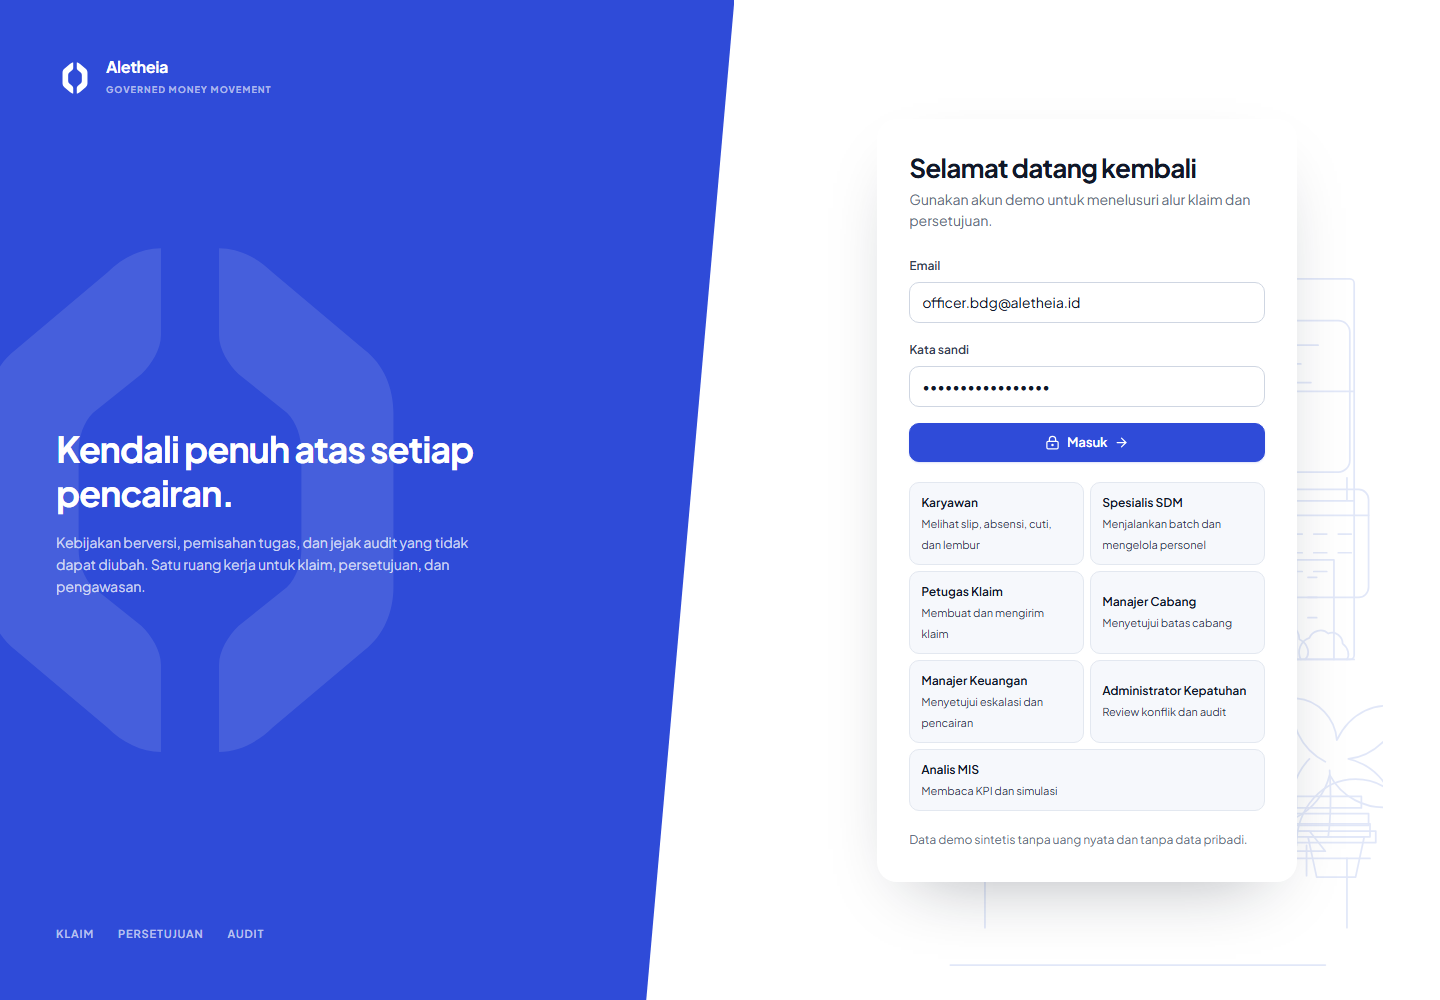 Aletheia
GOVERNED MONEY MOVEMENT
Kendali penuh atas setiap
pencairan.
Kebijakan berversi, pemisahan tugas, dan jejak audit yang tidak
dapat diubah. Satu ruang kerja untuk klaim, persetujuan, dan
pengawasan.
KLAIM PERSETUJUAN AUDIT
Selamat datang kembali
Gunakan akun demo untuk menelusuri alur klaim dan
persetujuan.
Email
officer.bdg@aletheia.id
Kata sandi
•••••••••••••••••
Masuk →
Karyawan
Melihat slip, absensi, cuti,
dan lembur
Spesialis SDM
Menjalankan batch dan
mengelola personel
Petugas Klaim
Membuat dan mengirim
klaim
Manajer Cabang
Menyetujui batas cabang
Manajer Keuangan
Menyetujui eskalasi dan
pencairan
Administrator Kepatuhan
Review konflik dan audit
Analis MIS
Membaca KPI dan simulasi
Data demo sintetis tanpa uang nyata dan tanpa data pribadi.